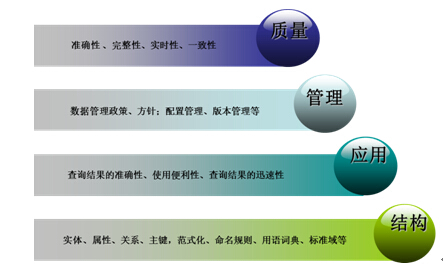 质量
准确性、完整性、实时性、一致性
管理
数据管理政策、方针；配置管理、版本管理等
应用
查询结果的准确性、使用便利性、查询结果的迅速性
结构
实体、属性、关系、主键，范式化、命名规则、用语词典、标准域等